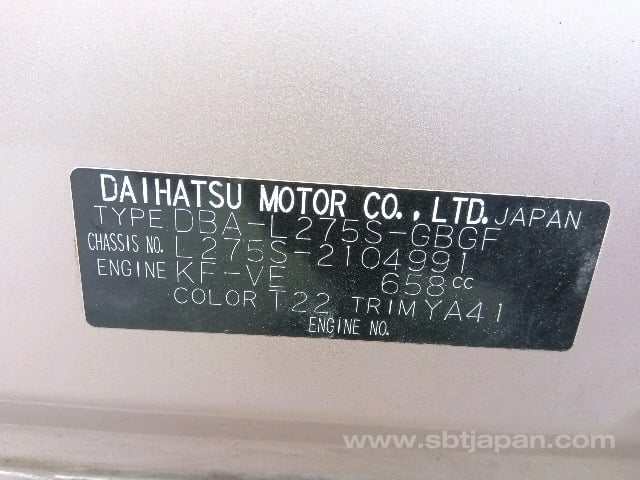 DAIHATSU MOTOR CO., LTD. JAPAN
TYPE DBA-L275S-GBGF
CHASSIS NO. L275S-2104991
ENGINE KF-VE 658cc
COLOR T22 TRIM YA41
ENGINE NO.
www.sbtjapan.com